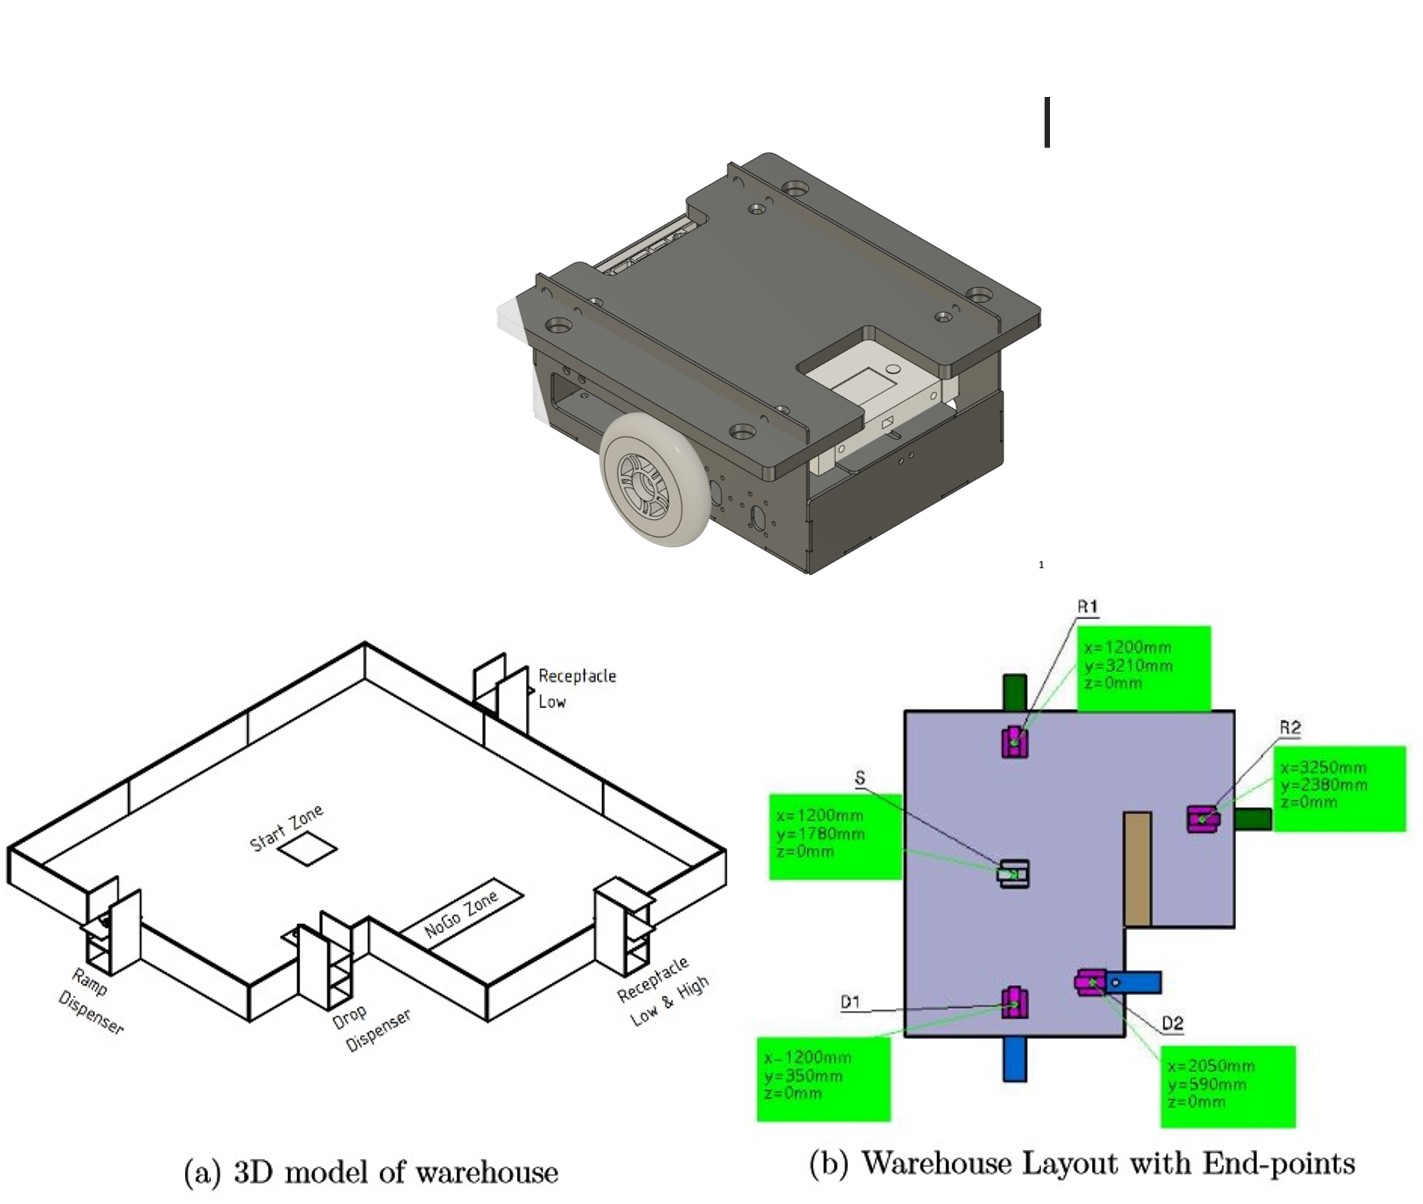 1
Receptacle
Low
Start Zone
NoGo Zone
Ramp
Dispenser
Drop
Dispenser
Receptacle
Low & High
(a) 3D model of warehouse
R1
x=1200mm
y=3210mm
z=0mm
R2
x=3250mm
y=2380mm
z=0mm
S
x=1200mm
y=1780mm
z=0mm
D1
x=1200mm
y=350mm
z=0mm
D2
x=2050mm
y=590mm
z=0mm
(b) Warehouse Layout with End-points